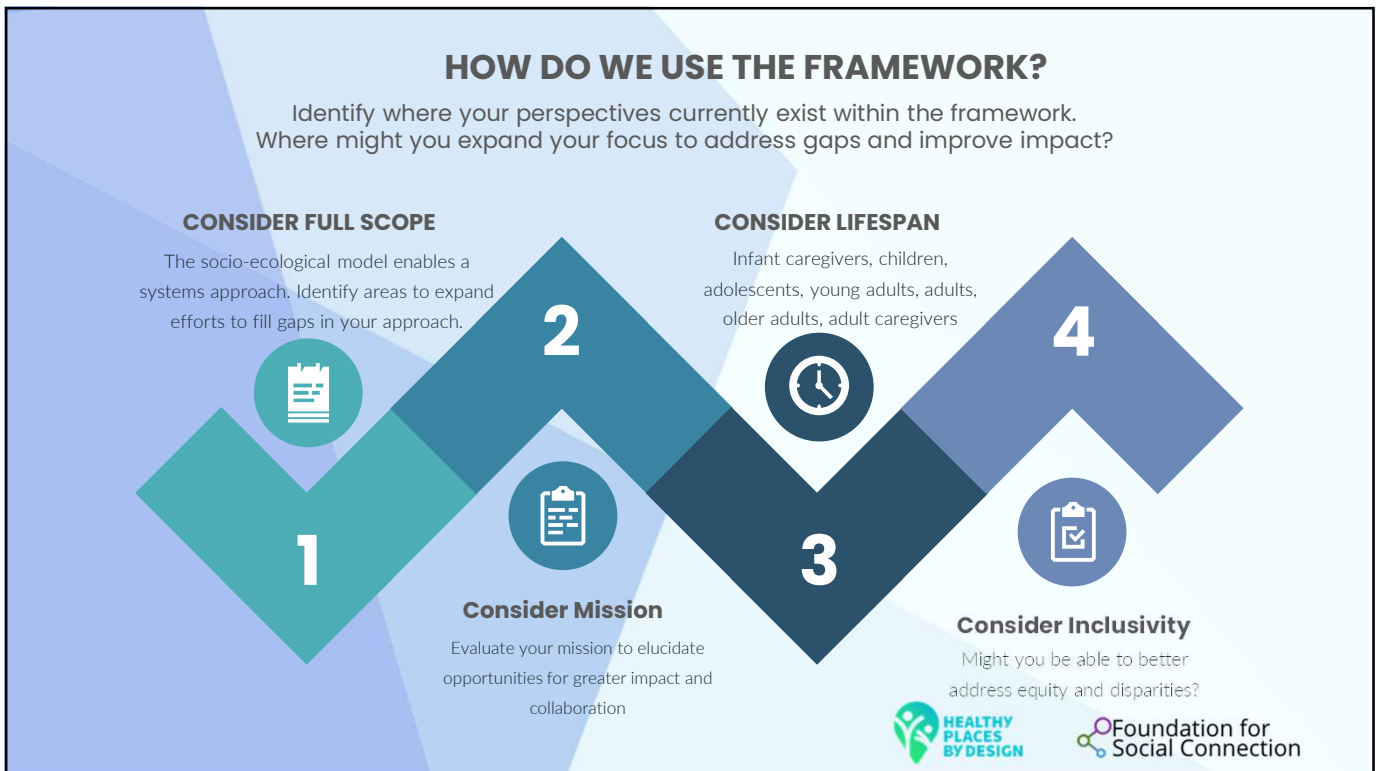 HOW DO WE USE THE FRAMEWORK?
Identify where your perspectives currently exist within the framework.
Where might you expand your focus to address gaps and improve impact?
CONSIDER FULL SCOPE
The socio-ecological model enables a
systems approach. Identify areas to expand
efforts to fill gaps in your approach.
1
2
Consider Mission
Evaluate your mission to elucidate
opportunities for greater impact and
collaboration
CONSIDER LIFESPAN
Infant caregivers, children,
adolescents, young adults, adults,
older adults, adult caregivers
3
4
Consider Inclusivity
Might you be able to better
address equity and disparities?
HEALTHY
PLACES
BY DESIGN
Foundation for
Social Connection